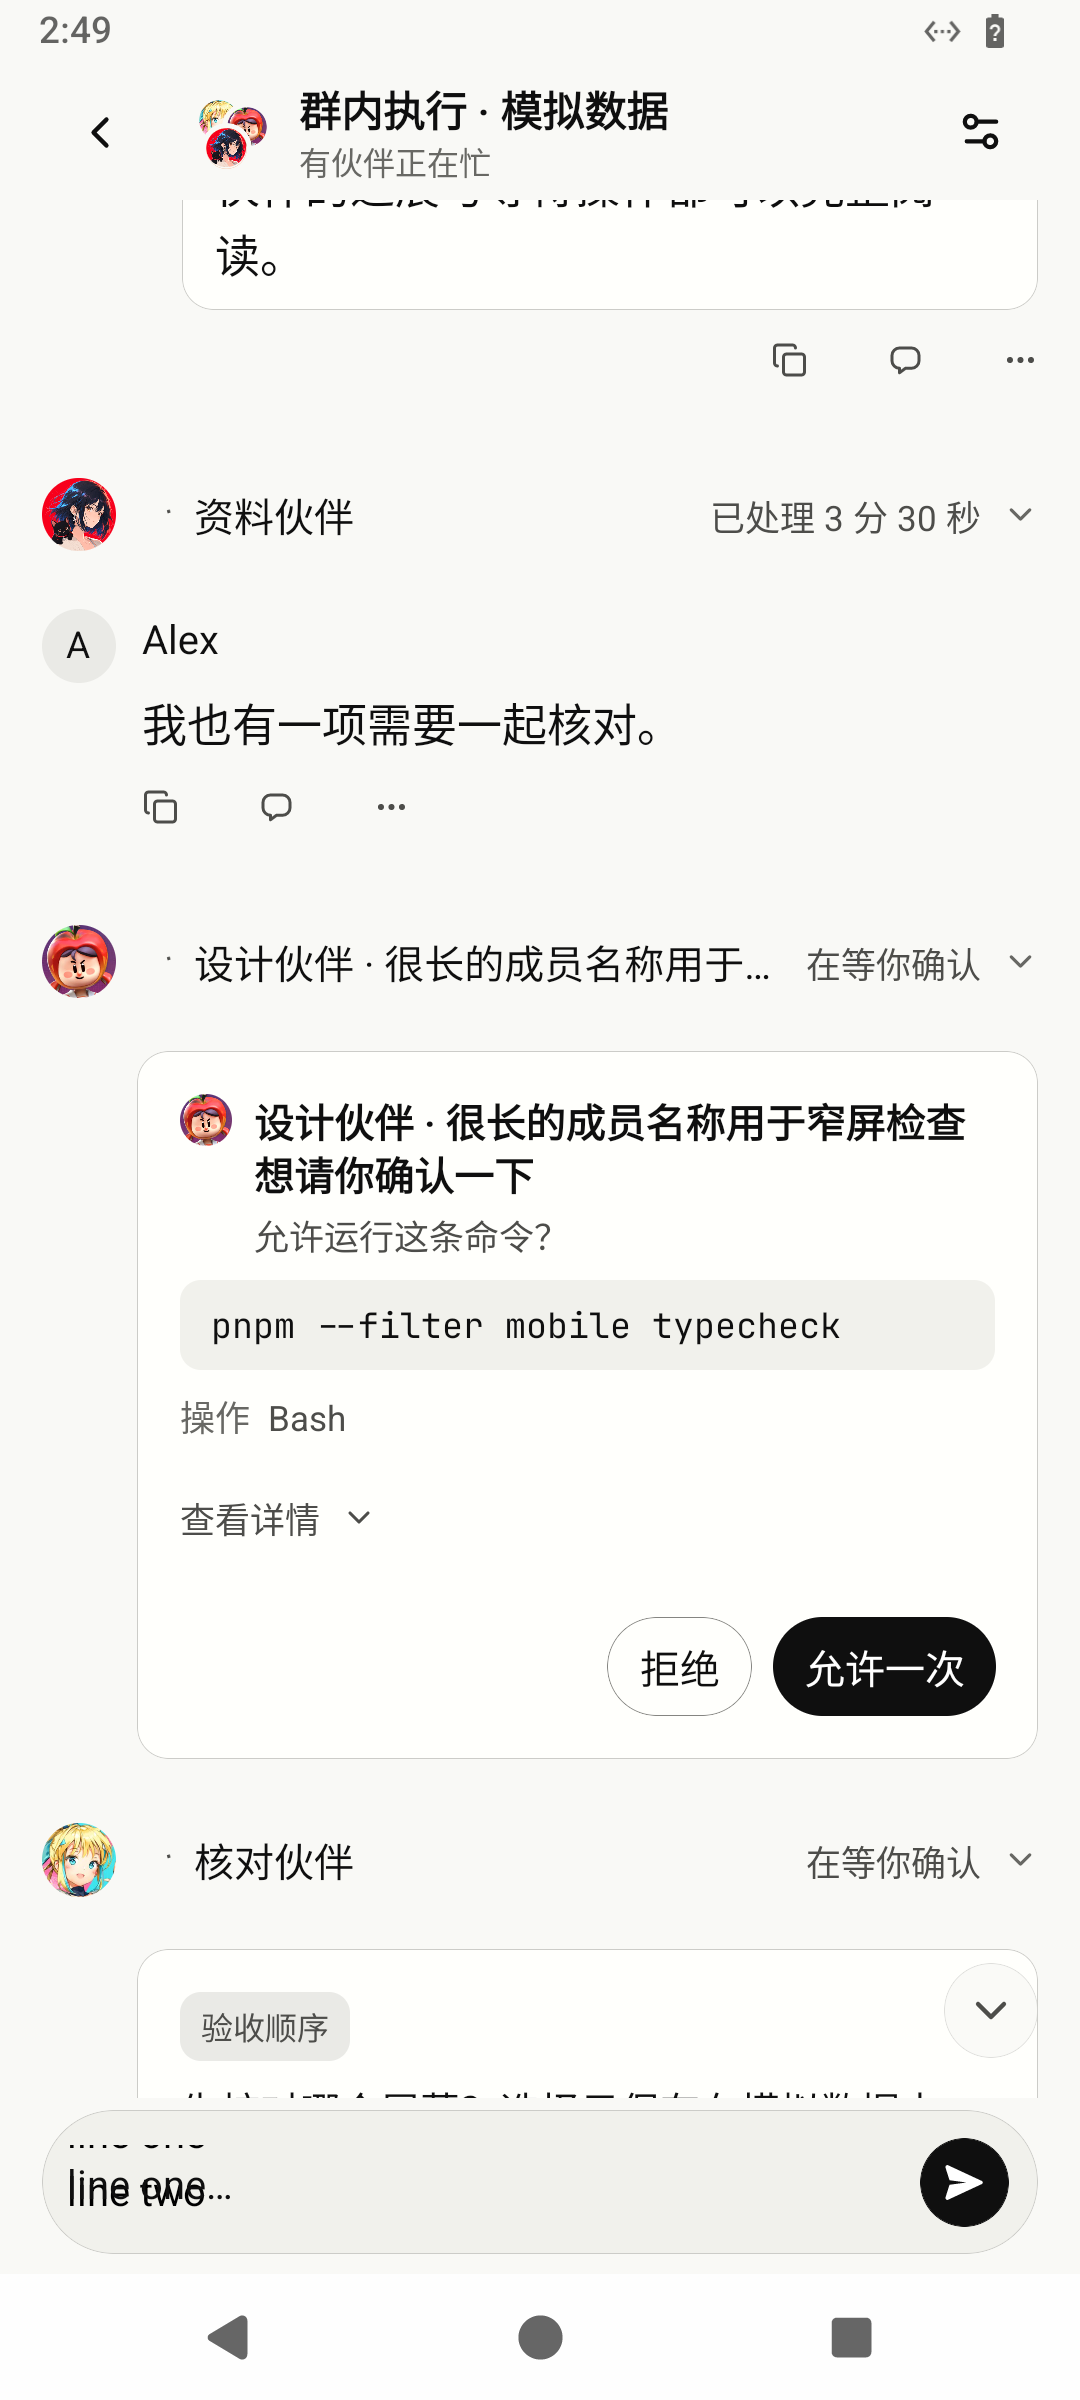 2:49
群内执行 · 模拟数据
有伙伴正在忙
读。
· 资料伙伴 已处理 3 分 30 秒
A Alex
我也有一项需要一起核对。
· 设计伙伴 · 很长的成员名称用于... 在等你确认
设计伙伴 · 很长的成员名称用于窄屏检查
想请你确认一下
允许运行这条命令?
pnpm --filter mobile typecheck
操作 Bash
查看详情
拒绝 允许一次
· 核对伙伴 在等你确认
验收顺序
line one...
line two